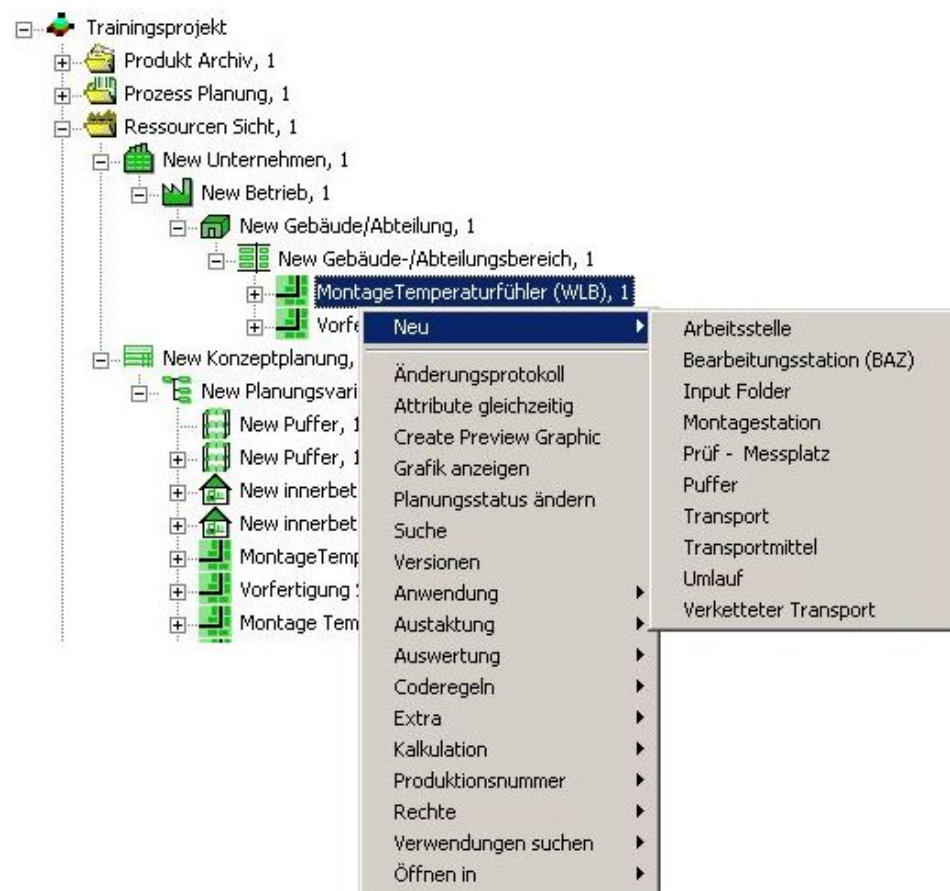 Trainingsprojekt
Produkt Archiv, 1
Prozess Planung, 1
Ressourcen Sicht, 1
New Unternehmen, 1
New Betrieb, 1
New Gebäude/Abteilung, 1
New Gebäude-/Abteilungsbereich, 1
MontageTemperaturfühler (WLB), 1
Vorfe
New Konzeptplanung,
New Planungsvari
New Puffer, 1
New Puffer, 1
New innerbet
New innerbet
MontageTemp
Vorfertigung
Montage Tem
Neu
Änderungsprotokoll
Attribute gleichzeitig
Create Preview Graphic
Grafik anzeigen
Planungsstatus ändern
Suche
Versionen
Anwendung
Austaktung
Auswertung
Coderegeln
Extra
Kalkulation
Produktionsnummer
Rechte
Verwendungen suchen
Öffnen in
Arbeitsstelle
Bearbeitungsstation (BAZ)
Input Folder
Montagestation
Prüf - Messplatz
Puffer
Transport
Transportmittel
Umlauf
Verketteter Transport